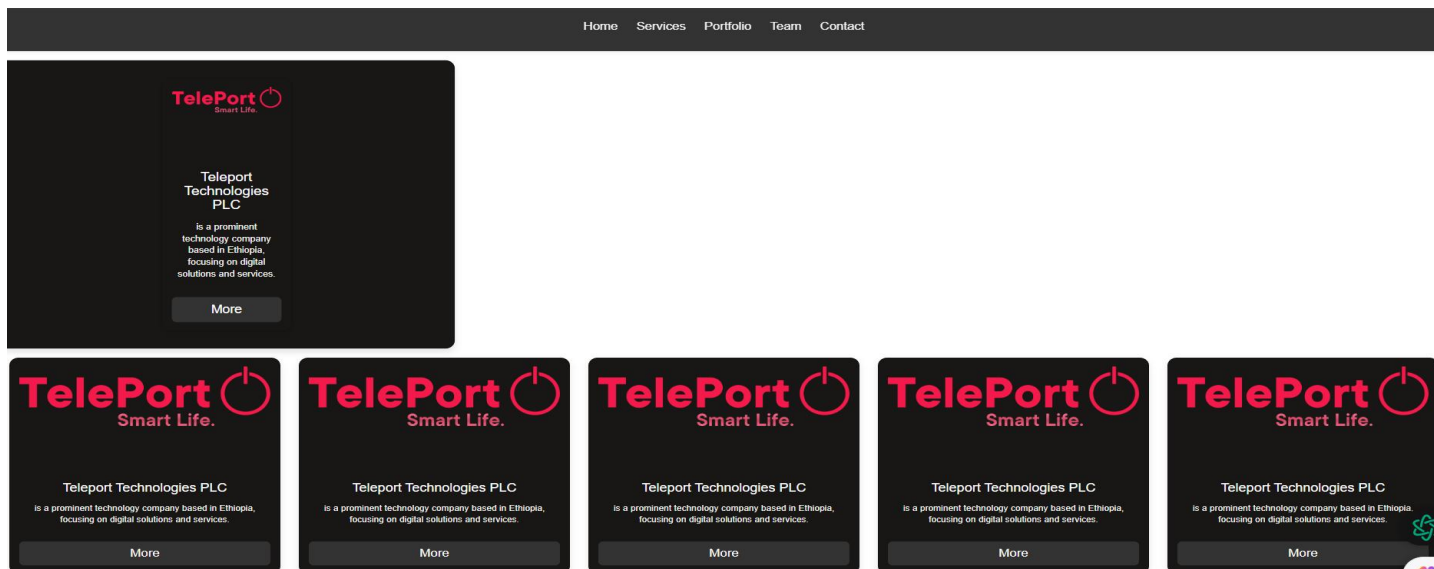 Home Services Portfolio Team Contact
TelePort
Smart Life.
Teleport
Technologies
PLC
is a prominent
technology company
based in Ethiopia,
focusing on digital
solutions and services.
More
TelePort
Smart Life.
Teleport Technologies PLC
is a prominent technology company based in Ethiopia,
focusing on digital solutions and services.
More
TelePort
Smart Life.
Teleport Technologies PLC
is a prominent technology company based in Ethiopia,
focusing on digital solutions and services.
More
TelePort
Smart Life.
Teleport Technologies PLC
is a prominent technology company based in Ethiopia,
focusing on digital solutions and services.
More
TelePort
Smart Life.
Teleport Technologies PLC
is a prominent technology company based in Ethiopia,
focusing on digital solutions and services.
More
TelePort
Smart Life.
Teleport Technologies PLC
is a prominent technology company based in Ethiopia,
focusing on digital solutions and services.
More